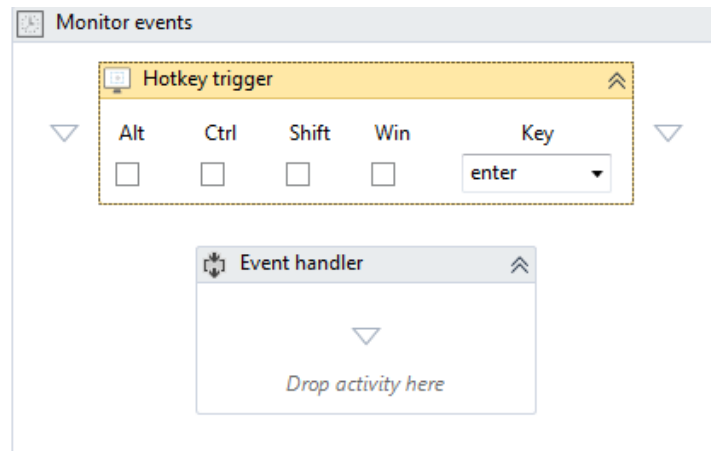 Monitor events
Hotkey trigger
Alt Ctrl Shift Win Key
enter
Event handler
Drop activity here